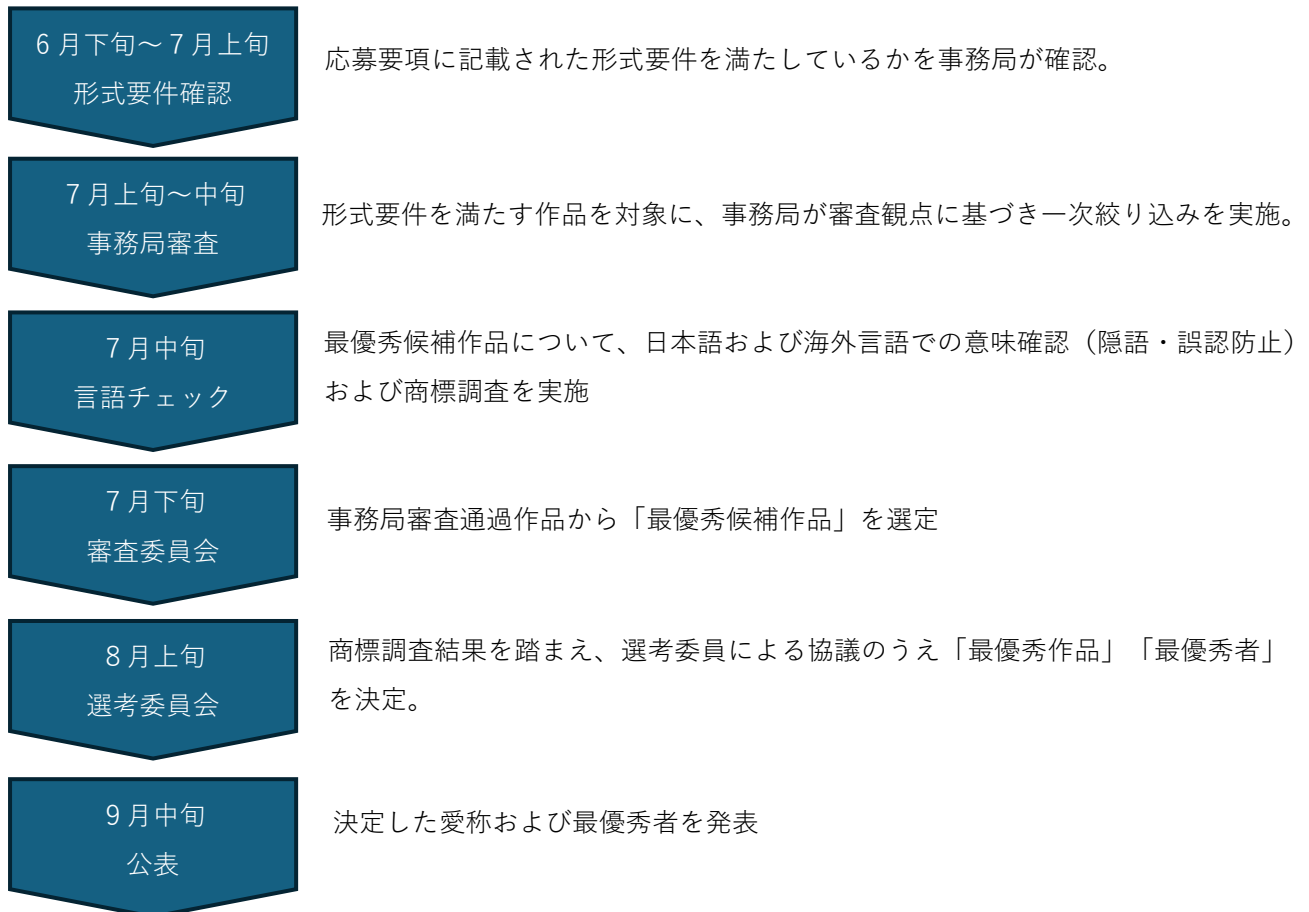 6月下旬～7月上旬
形式要件確認
応募要項に記載された形式要件を満たしているかを事務局が確認。
7月上旬～中旬
事務局審査
形式要件を満たす作品を対象に、事務局が審査観点に基づき一次絞り込みを実施。
7月中旬
言語チェック
最優秀候補作品について、日本語および海外言語での意味確認（隠語・誤認防止）
および商標調査を実施
7月下旬
審査委員会
事務局審査通過作品から「最優秀候補作品」を選定
8月上旬
選考委員会
商標調査結果を踏まえ、選考委員による協議のうえ「最優秀作品」「最優秀者」
を決定。
9月中旬
公表
決定した愛称および最優秀者を発表